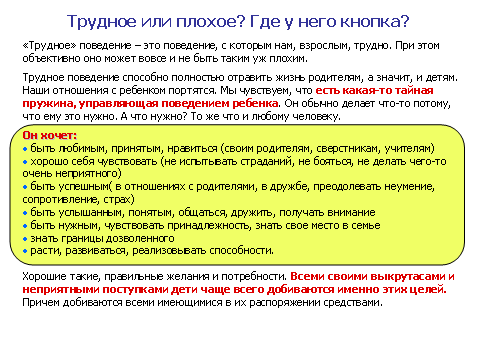 Трудное или плохое? Где у него кнопка?
«Трудное» поведение – это поведение, с которым нам, взрослым, трудно. При этом
объективно оно может вовсе и не быть таким уж плохим.
Трудное поведение способно полностью отравить жизнь родителям, а значит, и детям.
Наши отношения с ребенком портятся. Мы чувствуем, что есть какая-то тайная
пружина, управляющая поведением ребенка. Он обычно делает что-то потому,
что ему это нужно. А что нужно? То же что и любому человеку.
Он хочет:
• быть любимым, принятым, нравиться (своим родителям, сверстникам, учителям)
• хорошо себя чувствовать (не испытывать страданий, не бояться, не делать чего-то
очень неприятного)
• быть успешным( в отношениях с родителями, в дружбе, преодолевать неумение,
сопротивление, страх)
• быть услышанным, понятым, общаться, дружить, получать внимание
• быть нужным, чувствовать принадлежность, знать свое место в семье
• знать границы дозволенного
• расти, развиваться, реализовывать способности.
Хорошие такие, правильные желания и потребности. Всеми своими выкрутасами и
неприятными поступками дети чаще всего добиваются именно этих целей.
Причем добиваются всеми имеющимися в их распоряжении средствами.